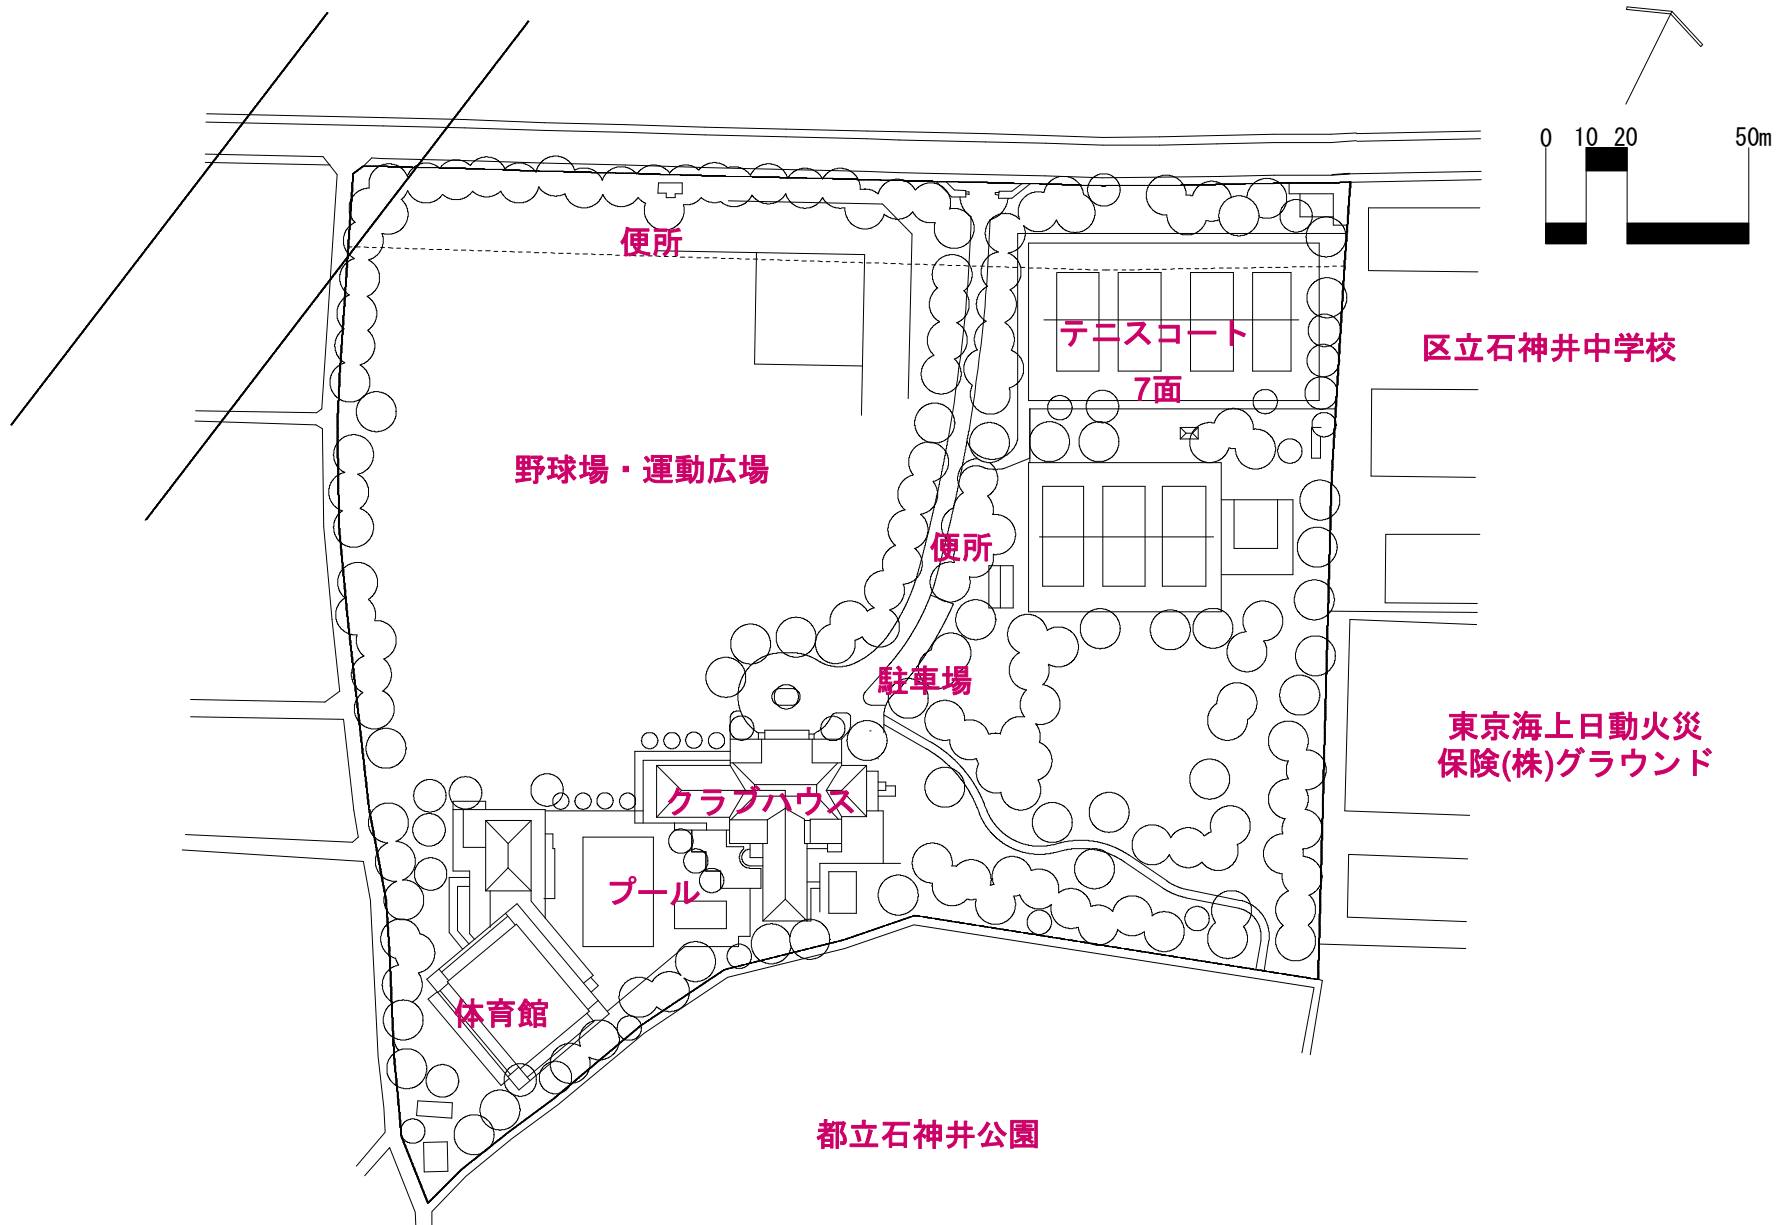 0 10 20 50m
便所
テニスコート
7面
区立石神井中学校
野球場・運動広場
便所
駐車場
東京海上日動火災
保険(株)グラウンド
クラブハウス
プール
体育館
都立石神井公園